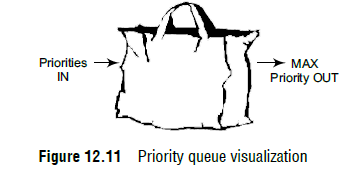 Priorities
IN
MAX
Priority OUT
Figure 12.11 Priority queue visualization